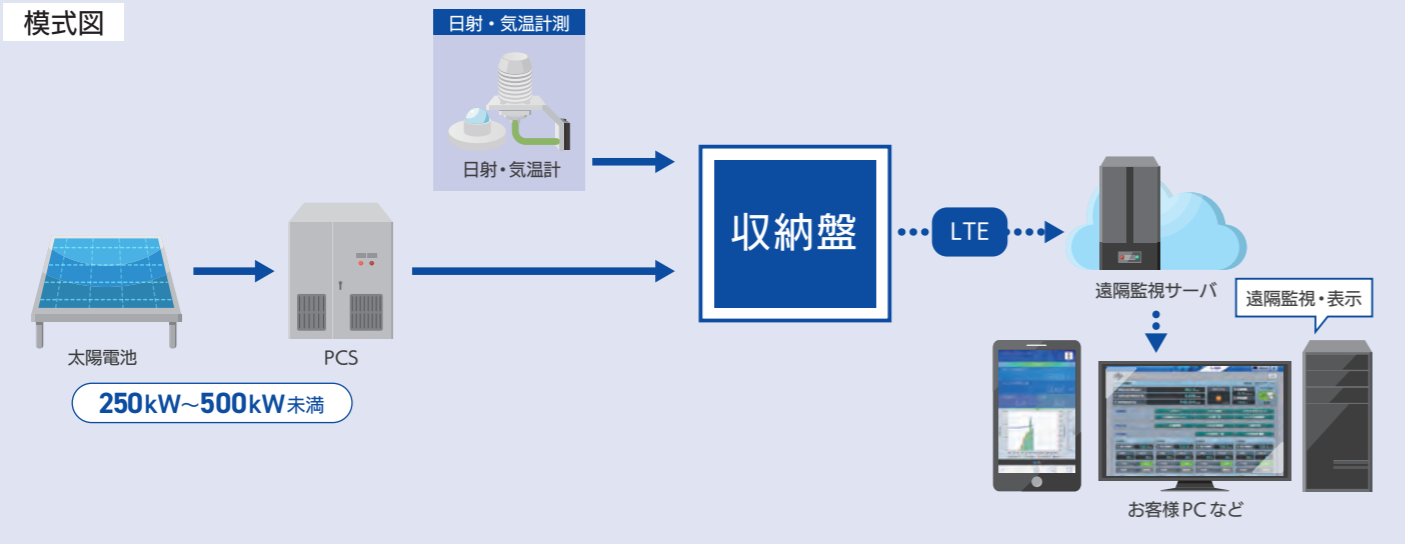 模式図
日射・気温計測
日射・気温計
収納盤
LTE
遠隔監視サーバ
遠隔監視・表示
太陽電池
PCS
250kW~500kW未満
お客様PCなど